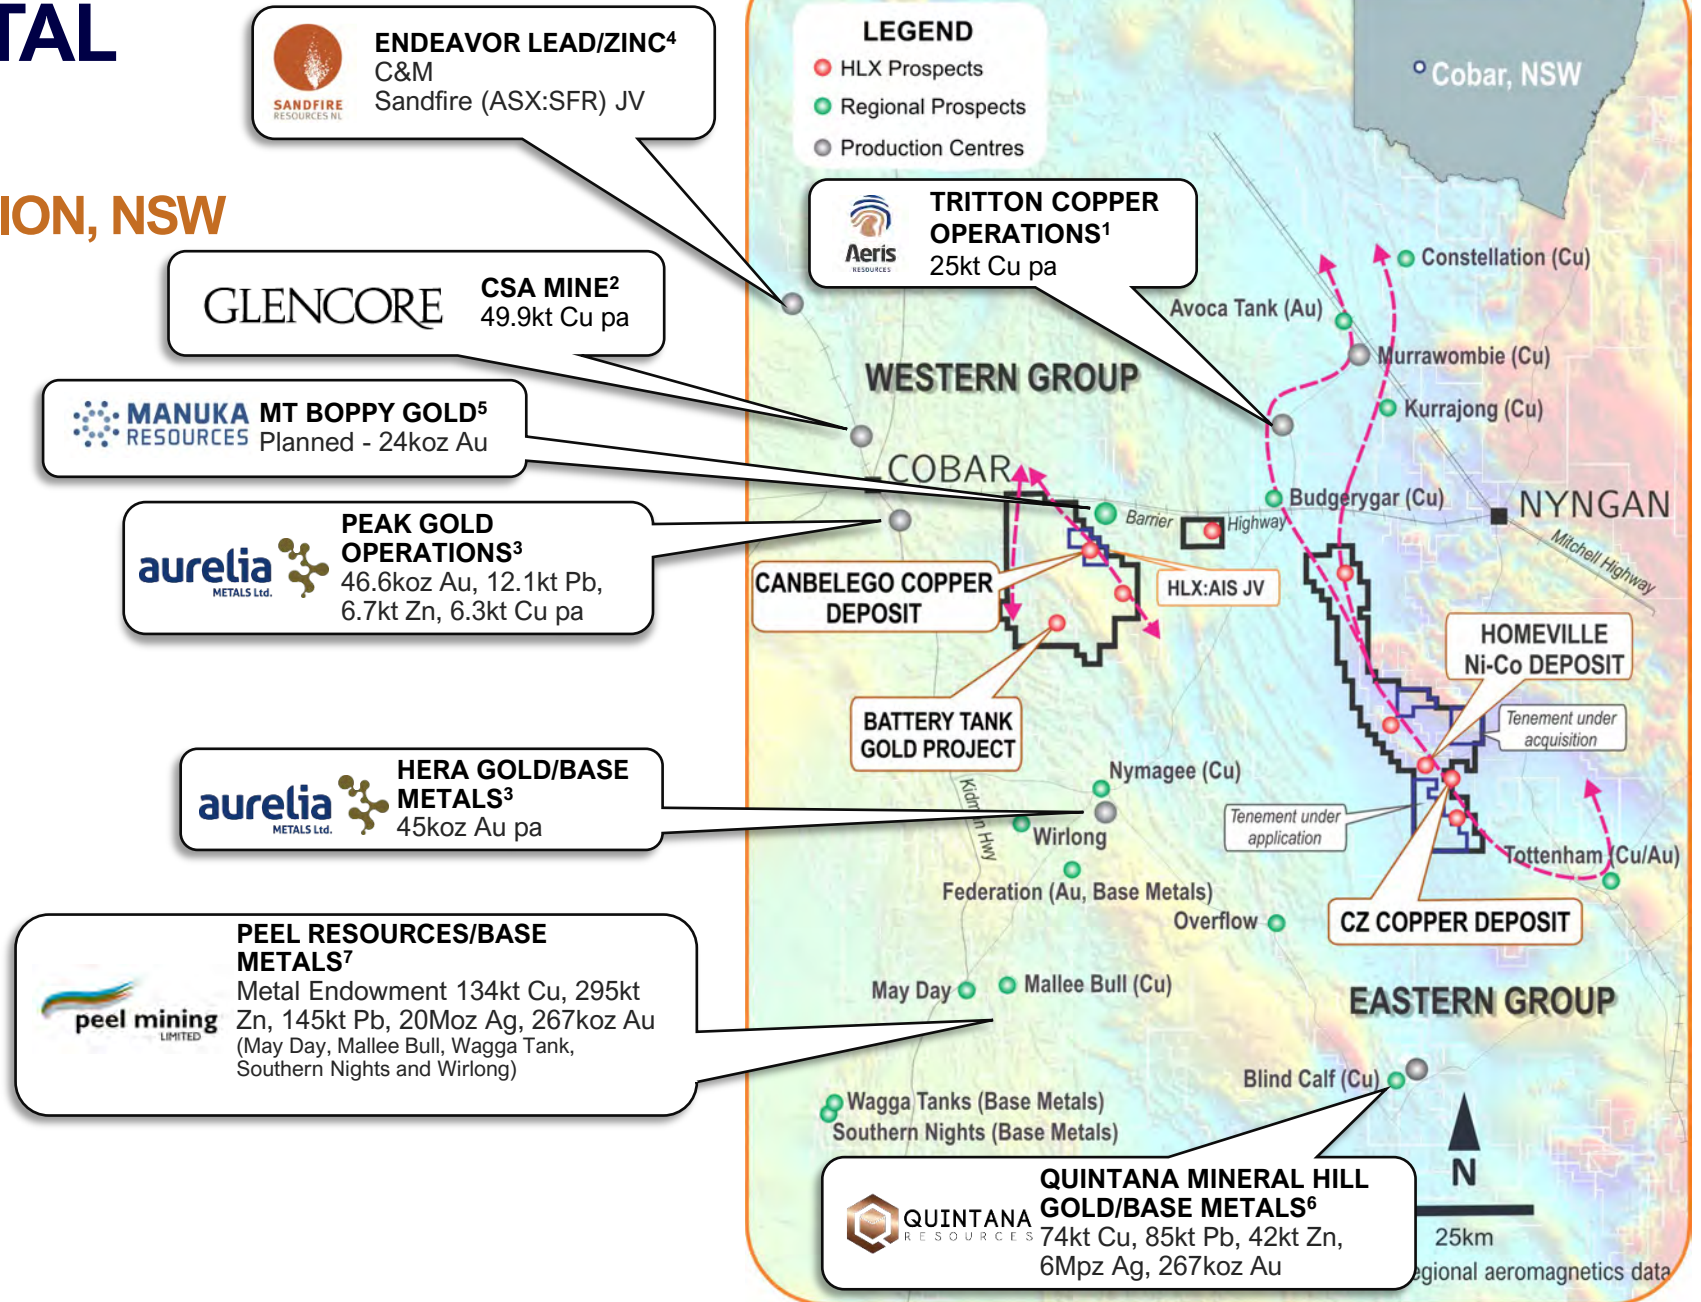 TAL
ION, NSW
SANDFIRE
RESOURCES NL
ENDEAVOR LEAD/ZINC⁴
C&M
Sandfire (ASX:SFR) JV
GLENCORE
CSA MINE²
49.9kt Cu pa
MANUKA
RESOURCES
MT BOPPY GOLD⁵
Planned - 24koz Au
aurelia
METALS Ltd.
PEAK GOLD
OPERATIONS³
46.6koz Au, 12.1kt Pb,
6.7kt Zn, 6.3kt Cu pa
aurelia
METALS Ltd.
HERA GOLD/BASE
METALS³
45koz Au pa
peel mining
LIMITED
PEEL RESOURCES/BASE
METALS⁷
Metal Endowment 134kt Cu, 295kt
Zn, 145kt Pb, 20Moz Ag, 267koz Au
(May Day, Mallee Bull, Wagga Tank,
Southern Nights and Wirlong)
LEGEND
HLX Prospects
Regional Prospects
Production Centres
Cobar, NSW
Aeris
RESOURCES
TRITTON COPPER
OPERATIONS¹
25kt Cu pa
Constellation (Cu)
Avoca Tank (Au)
Murrawombie (Cu)
WESTERN GROUP
Kurrajong (Cu)
COBAR
Budgerygar (Cu)
NYNGAN
Barrier
Highway
Mitchell Highway
CANBELEGO COPPER
DEPOSIT
HLX:AIS JV
HOMEVILLE
Ni-Co DEPOSIT
BATTERY TANK
GOLD PROJECT
Tenement under
acquisition
Nymagee (Cu)
Kidman Hwy
Wirlong
Tenement under
application
Tottenham (Cu/Au)
Federation (Au, Base Metals)
Overflow
CZ COPPER DEPOSIT
May Day
Mallee Bull (Cu)
EASTERN GROUP
Blind Calf (Cu)
Wagga Tanks (Base Metals)
Southern Nights (Base Metals)
N
QUINTANA
RESOURCES
QUINTANA MINERAL HILL
GOLD/BASE METALS⁶
74kt Cu, 85kt Pb, 42kt Zn,
6Mpz Ag, 267koz Au
25km
egional aeromagnetics data